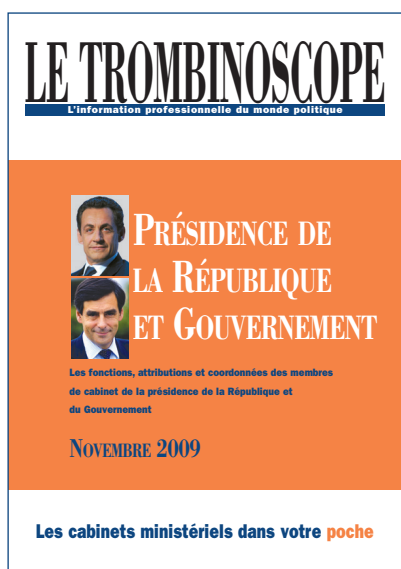 LE TROMBINOSCOPE
L'information professionnelle du monde politique
PRÉSIDENCE DE
LA RÉPUBLIQUE
ET GOUVERNEMENT
Les fonctions, attributions et coordonnées des membres
de cabinet de la présidence de la République et
du Gouvernement
NOVEMBRE 2009
Les cabinets ministériels dans votre poche